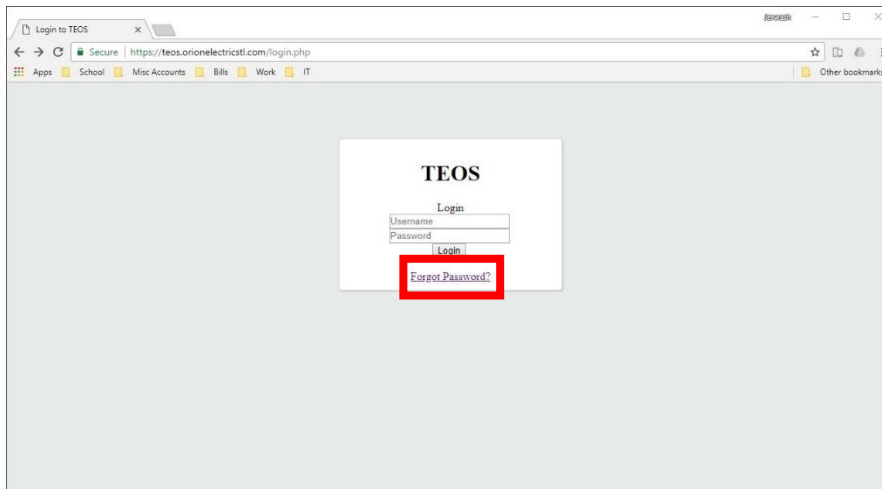 Login to TEOS
Secure | https://teos.orionelectricstl.com/login.php
Apps School Misc Accounts Bills Work IT Other bookmarks
TEOS
Login
Username
Password
Login
Forgot Password?